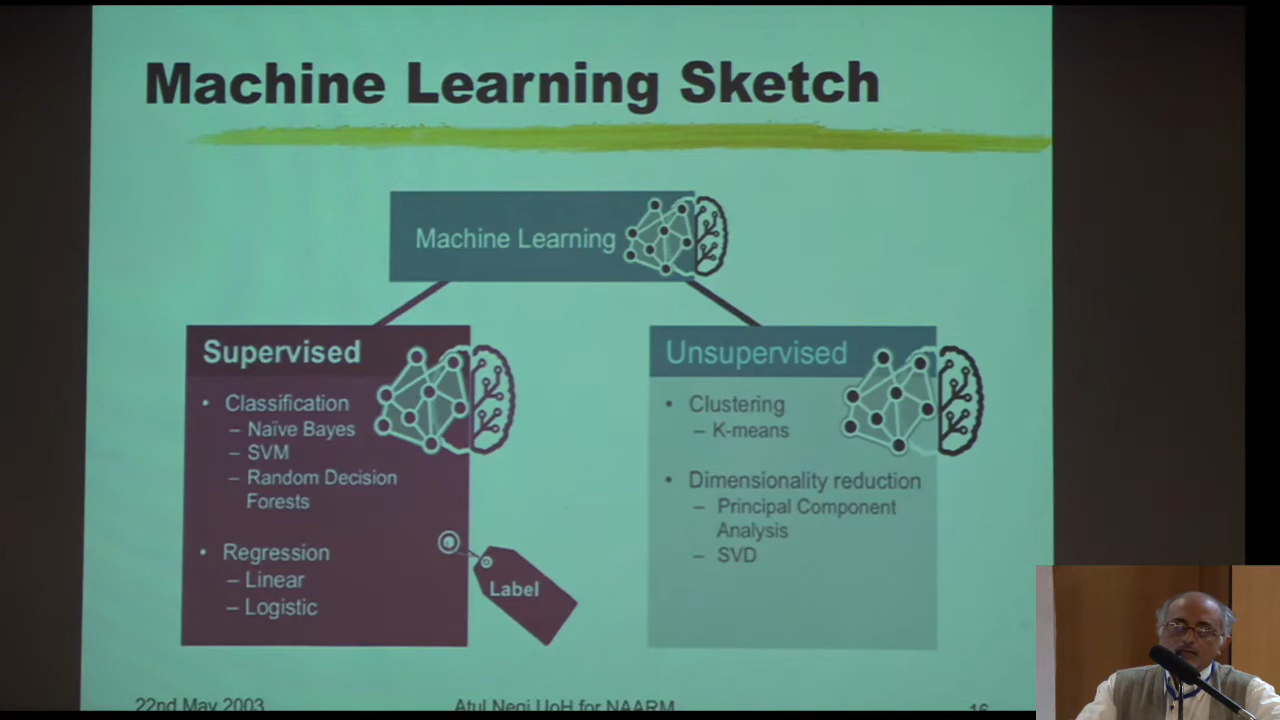 Machine Learning Sketch
Machine Learning
Supervised
• Classification
– Naïve Bayes
– SVM
– Random Decision
Forests
• Regression
– Linear
– Logistic
Label
Unsupervised
• Clustering
– K-means
• Dimensionality reduction
– Principal Component
Analysis
– SVD
22nd May 2003
Atul Negi UoH for NAARM
16